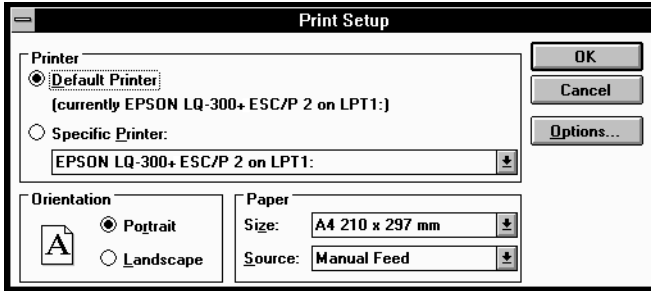 Print Setup
Printer
Default Printer
(currently EPSON LQ-300+ ESC/P 2 on LPT1:)
Specific Printer:
EPSON LQ-300+ ESC/P 2 on LPT1:
OK
Cancel
Options...
Orientation
A
Portrait
Landscape
Paper
Size: A4 210 x 297 mm
Source: Manual Feed